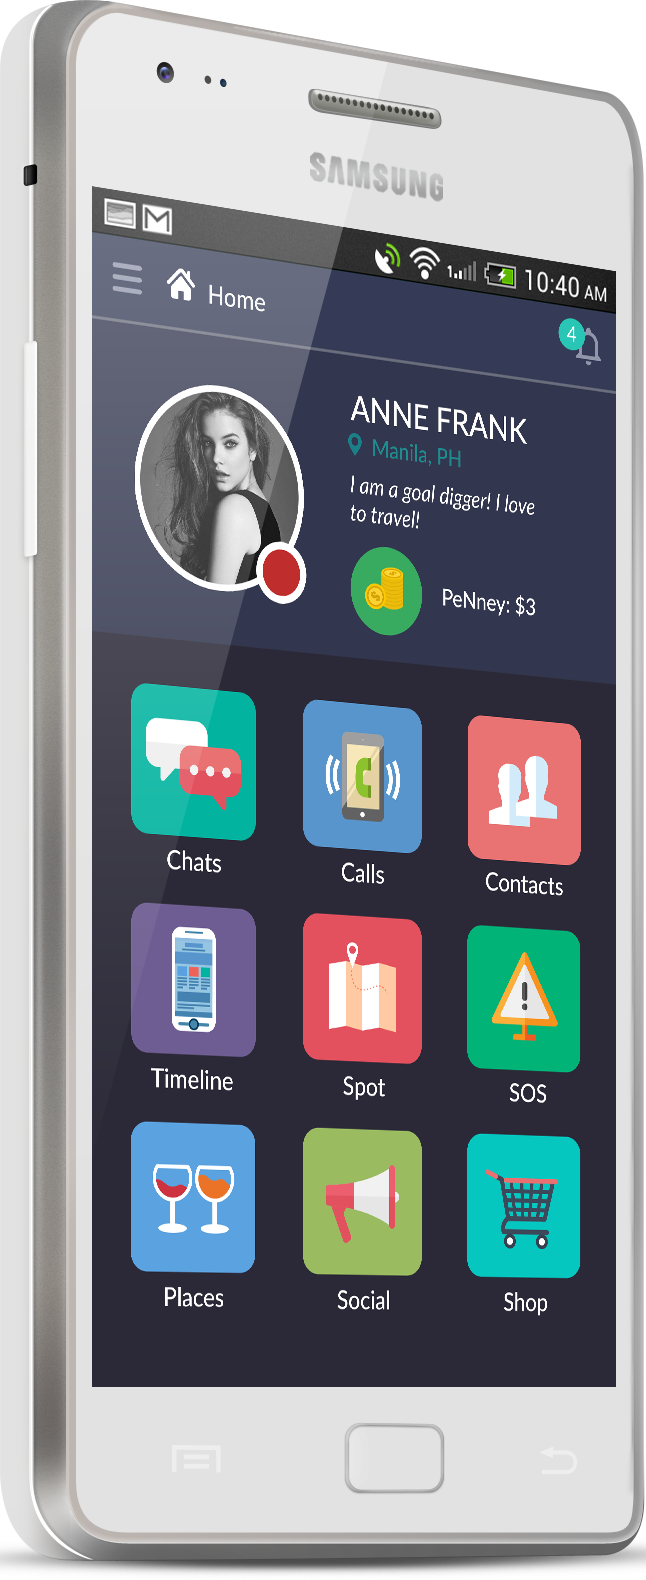 SAMSUNG
10:40 AM
Home
4
ANNE FRANK
Manila, PH
I am a goal digger! I love
to travel!
PeNney: $3
Chats
Calls
Contacts
Timeline
Spot
SOS
Places
Social
Shop